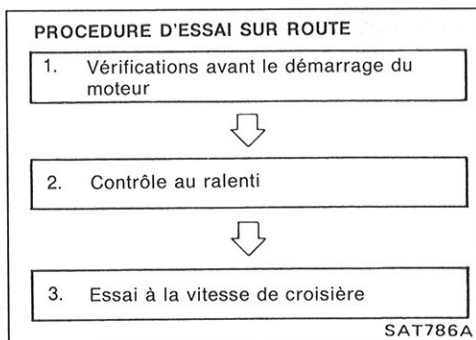 PROCEDURE D'ESSAI SUR ROUTE
1. Vérifications avant le démarrage du
moteur
2. Contrôle au ralenti
3. Essai à la vitesse de croisière
SAT786A